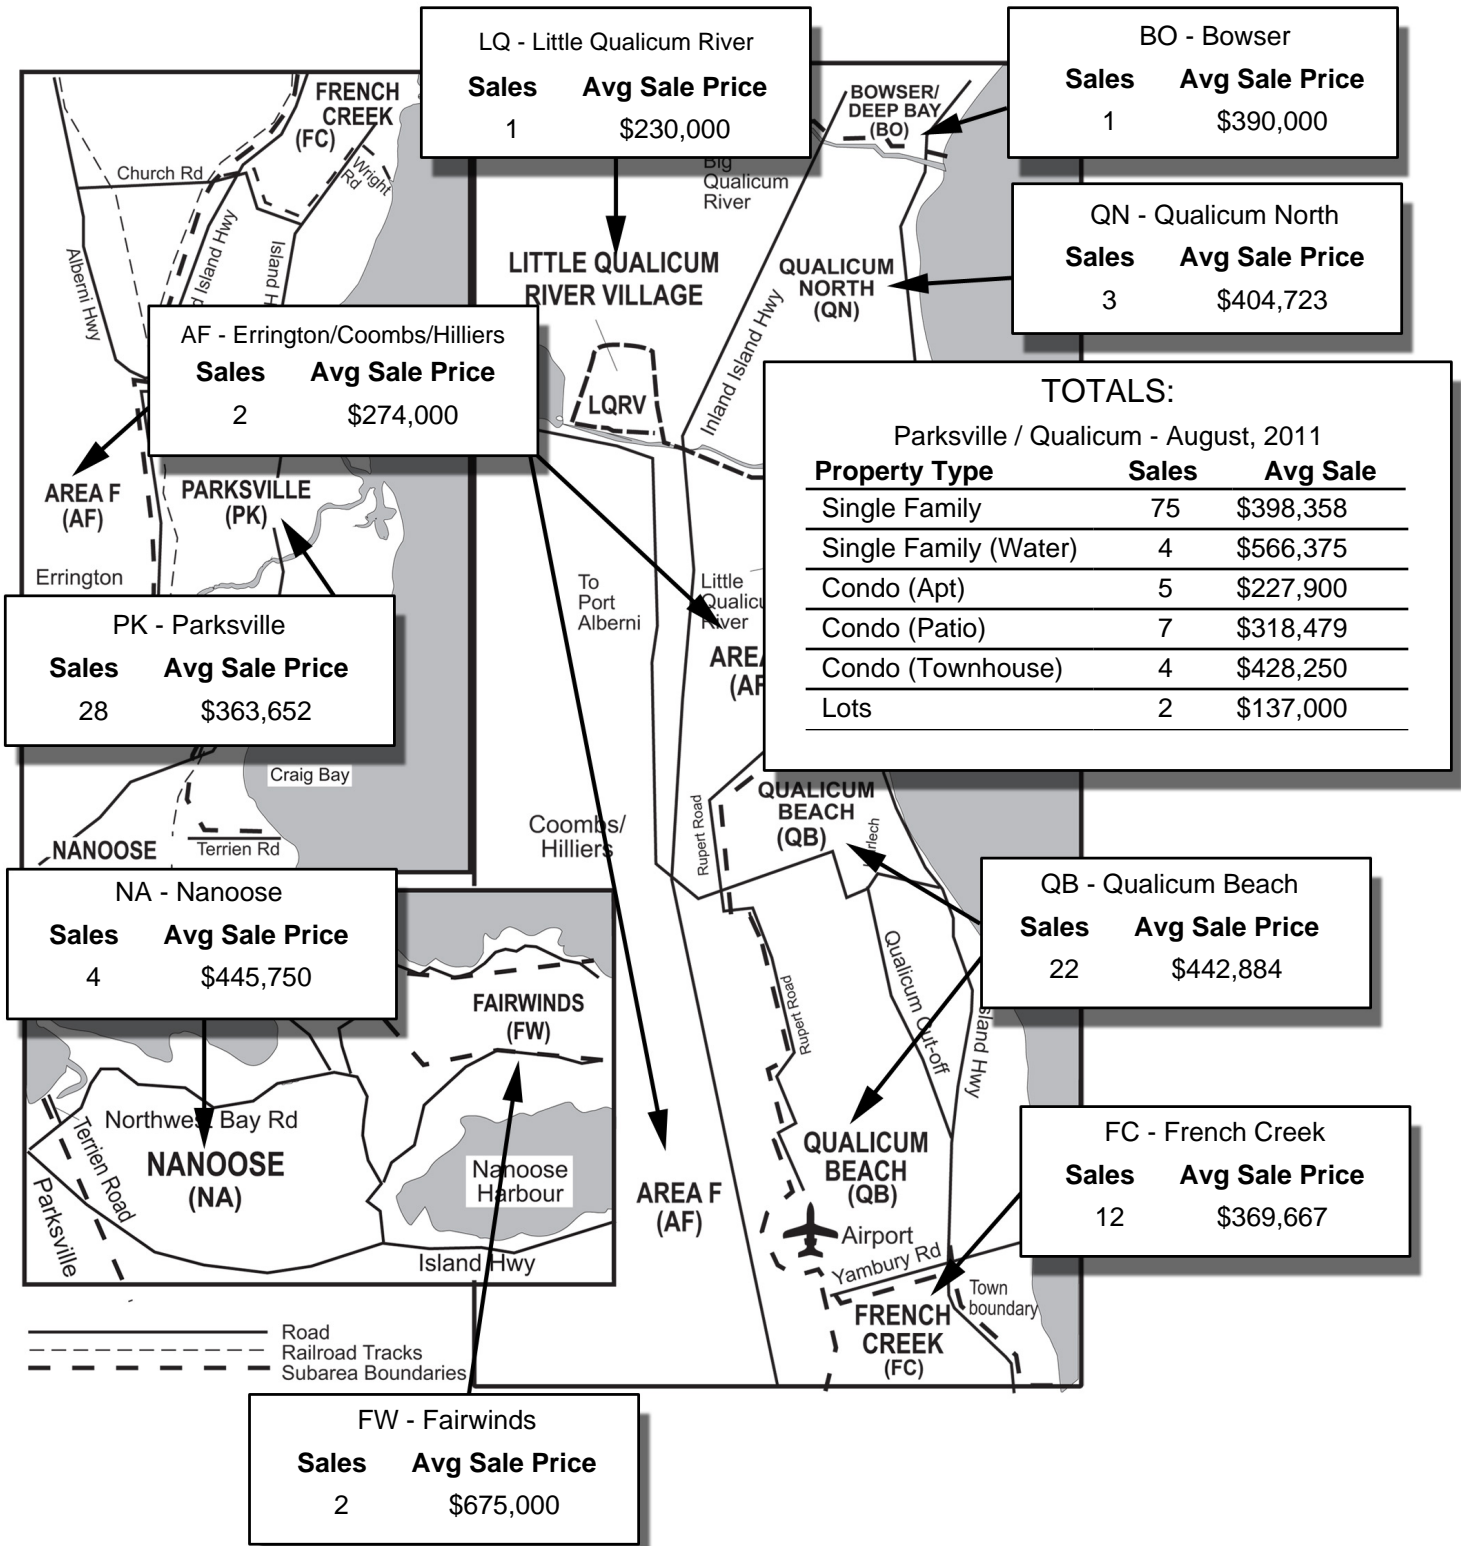 LQ - Little Qualicum River
Sales Avg Sale Price
1 $230,000
BO - Bowser
Sales Avg Sale Price
1 $390,000
QN - Qualicum North
Sales Avg Sale Price
3 $404,723
AF - Errington/Coombs/Hilliers
Sales Avg Sale Price
2 $274,000
TOTALS:
Parksville / Qualicum - August, 2011
Property Type Sales Avg Sale
Single Family 75 $398,358
Single Family (Water) 4 $566,375
Condo (Apt) 5 $227,900
Condo (Patio) 7 $318,479
Condo (Townhouse) 4 $428,250
Lots 2 $137,000
PK - Parksville
Sales Avg Sale Price
28 $363,652
NA - Nanoose
Sales Avg Sale Price
4 $445,750
QB - Qualicum Beach
Sales Avg Sale Price
22 $442,884
FC - French Creek
Sales Avg Sale Price
12 $369,667
FW - Fairwinds
Sales Avg Sale Price
2 $675,000
FRENCH
CREEK
(FC)
Church Rd
Wright
Rd
Alberni Hwy
Island Hwy
AREA F
(AF)
PARKSVILLE
(PK)
Errington
Craig Bay
NANOOSE
Terrien Rd
BOWSER/
DEEP BAY
(BO)
Big
Qualicum
River
LITTLE QUALICUM
RIVER VILLAGE
QUALICUM
NORTH
(QN)
Inland Island Hwy
LQRV
To
Port
Alberni
Little
River
Coombs/
Hilliers
Rupert Road
QUALICUM
BEACH
(QB)
Qualicum Cut-off
Rupert Road
Hwy
QUALICUM
BEACH
(QB)
AREA F
(AF)
Airport
Yambury Rd
Town
boundary
FRENCH
CREEK
(FC)
FAIRWINDS
(FW)
Northwest Bay Rd
NANOOSE
(NA)
Terrien Road
Parksville
Nanoose
Harbour
Island Hwy
Road
Railroad Tracks
Subarea Boundaries